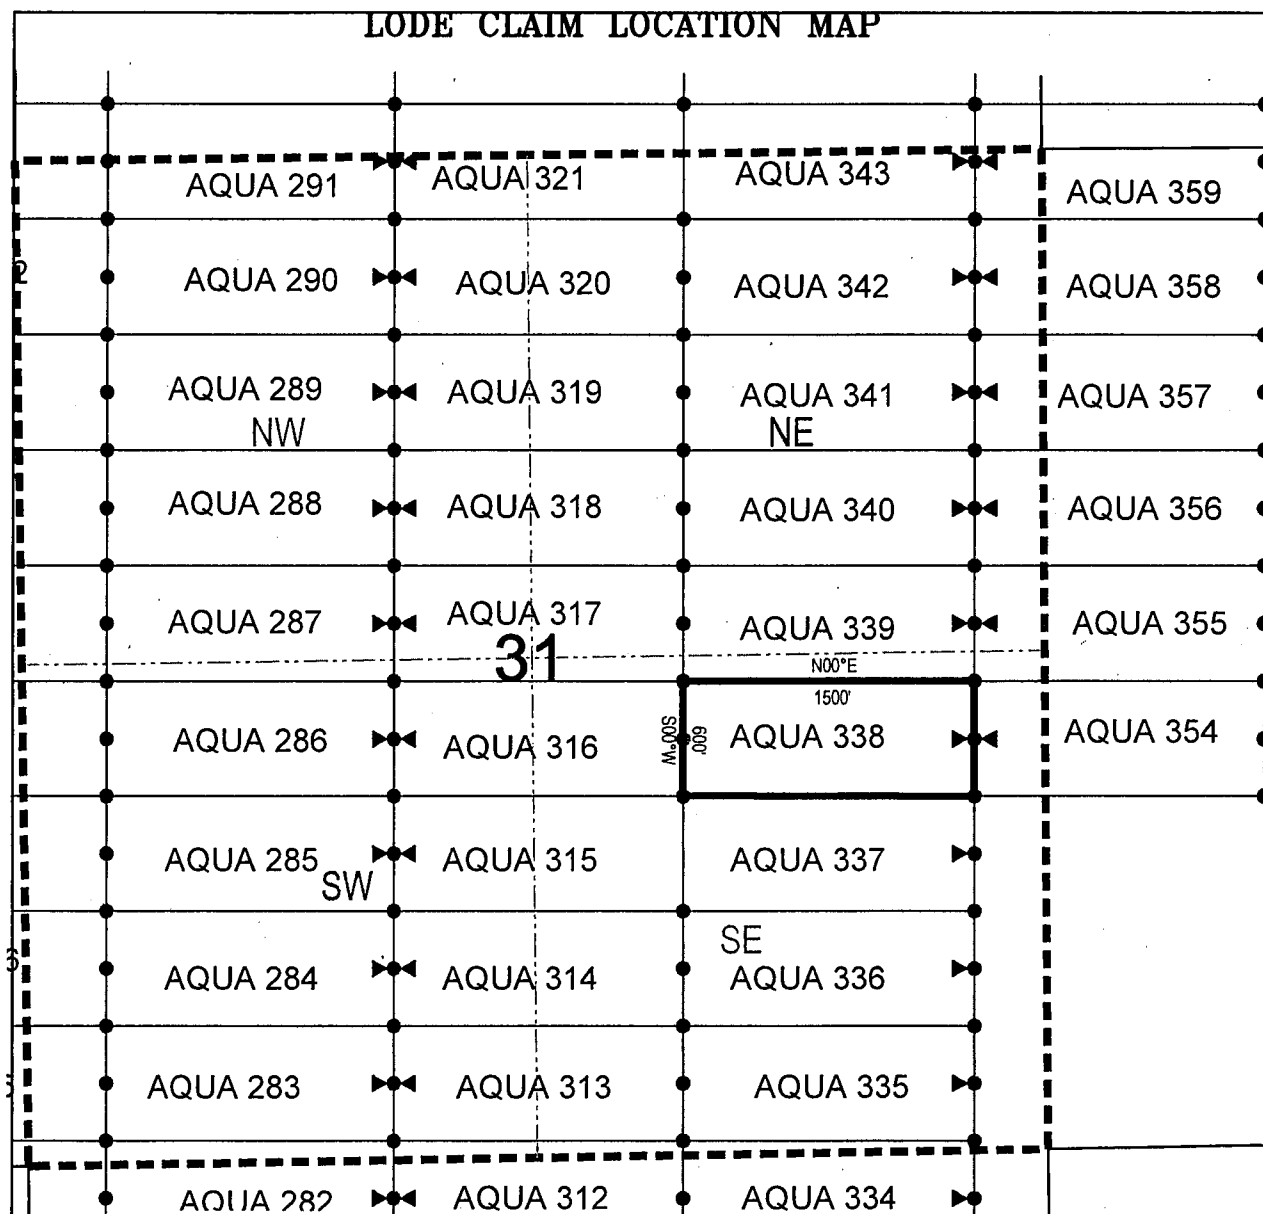 LODE CLAIM LOCATION MAP
AQUA 291 AQUA 321 AQUA 343 AQUA 359
2 AQUA 290 AQUA 320 AQUA 342 AQUA 358
AQUA 289 AQUA 319 AQUA 341 AQUA 357
NW NE
AQUA 288 AQUA 318 AQUA 340 AQUA 356
AQUA 287 AQUA 317 AQUA 339 AQUA 355
31
N00°E
1500'
S00°W
600'
AQUA 286 AQUA 316 AQUA 338 AQUA 354
AQUA 285 AQUA 315 AQUA 337
SW
SE
AQUA 284 AQUA 314 AQUA 336
AQUA 283 AQUA 313 AQUA 335
AQUA 282 AQUA 312 AQUA 334